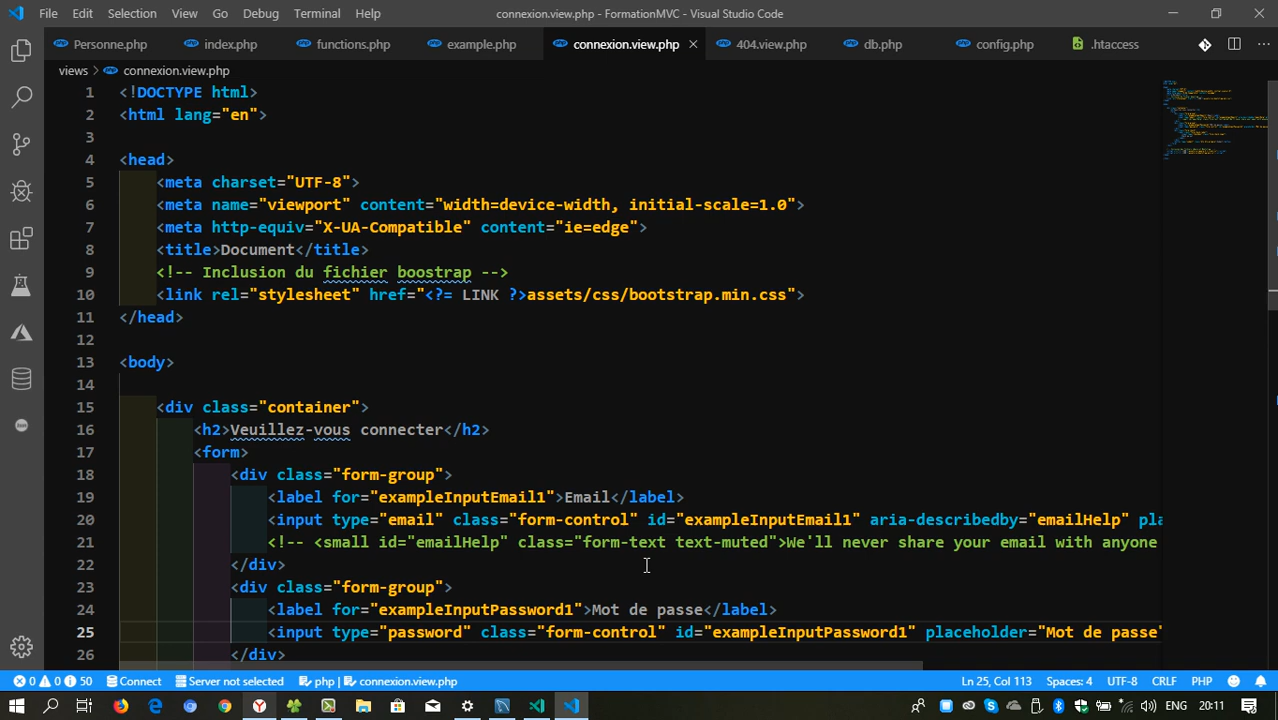 File Edit Selection View Go Debug Terminal Help connexion.view.php - FormationMVC - Visual Studio Code
Personne.php index.php functions.php example.php connexion.view.php 404.view.php db.php config.php .htaccess
views > connexion.view.php
1 <!DOCTYPE html>
2 <html lang="en">
3
4 <head>
5 <meta charset="UTF-8">
6 <meta name="viewport" content="width=device-width, initial-scale=1.0">
7 <meta http-equiv="X-UA-Compatible" content="ie=edge">
8 <title>Document</title>
9 <!-- Inclusion du fichier boostrap -->
10 <link rel="stylesheet" href="<?= LINK ?>assets/css/bootstrap.min.css">
11 </head>
12
13 <body>
14
15 <div class="container">
16 <h2>Veuillez-vous connecter</h2>
17 <form>
18 <div class="form-group">
19 <label for="exampleInputEmail1">Email</label>
20 <input type="email" class="form-control" id="exampleInputEmail1" aria-describedby="emailHelp" pla
21 <!-- <small id="emailHelp" class="form-text text-muted">We'll never share your email with anyone
22 </div>
23 <div class="form-group">
24 <label for="exampleInputPassword1">Mot de passe</label>
25 <input type="password" class="form-control" id="exampleInputPassword1" placeholder="Mot de passe"
26 </div>
0 0 50 Connect Server not selected php | connexion.view.php Ln 25, Col 113 Spaces: 4 UTF-8 CRLF PHP
ENG 20:11